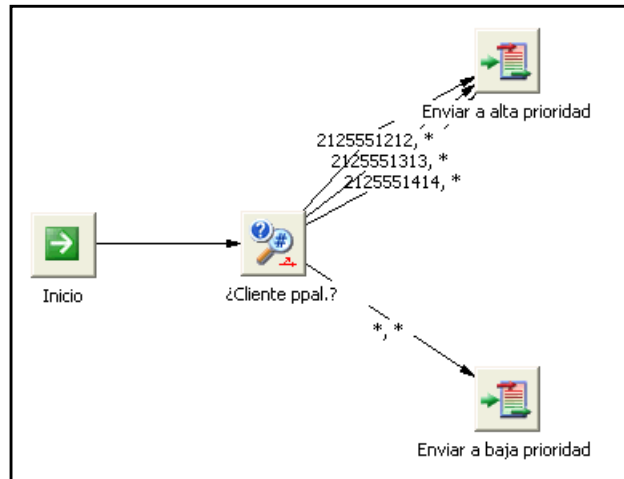 Enviar a alta prioridad
2125551212, *
2125551313, *
2125551414, *
Inicio
¿Cliente ppal.?
*, *
Enviar a baja prioridad